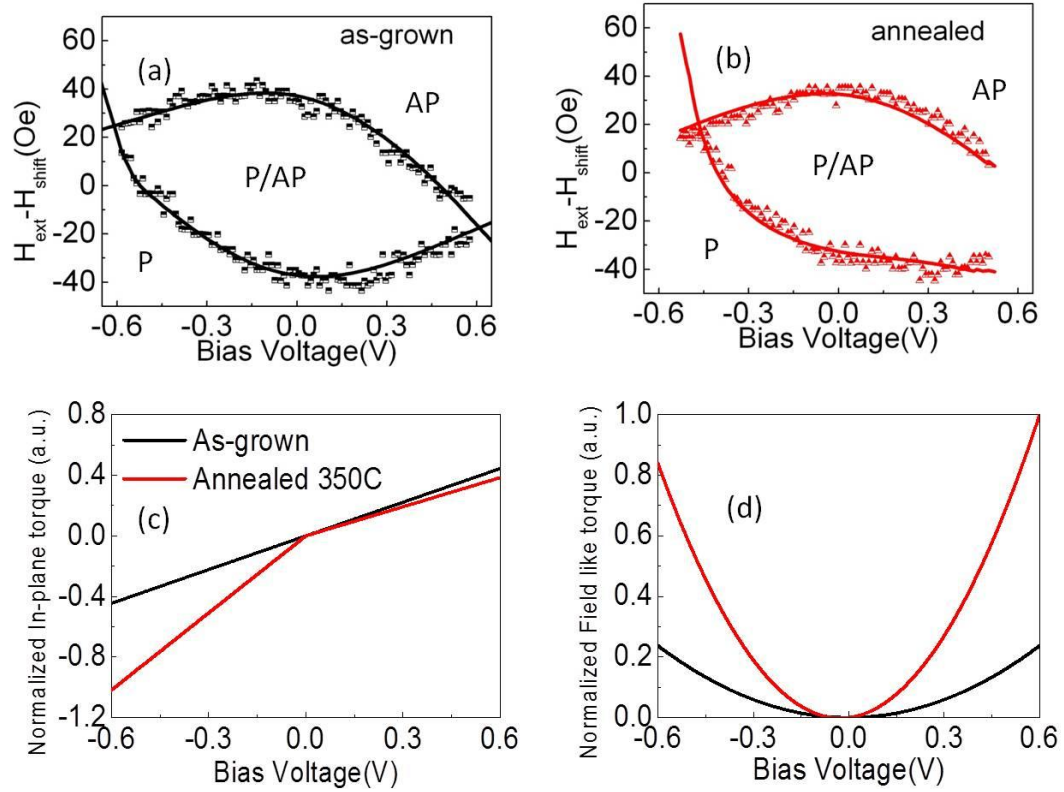 60
40
20
0
-20
-40
H_ext-H_shift(Oe)
(a)
as-grown
AP
P/AP
P
-0.6 -0.3 0.0 0.3 0.6
Bias Voltage(V)
60
40
20
0
-20
-40
H_ext-H_shift(Oe)
(b)
annealed
AP
P/AP
P
-0.6 -0.3 0.0 0.3 0.6
Bias Voltage(V)
0.8
0.4
0.0
-0.4
-0.8
-1.2
Normalized In-plane torque (a.u.)
As-grown
Annealed 350C
(c)
-0.6 -0.3 0.0 0.3 0.6
Bias Voltage(V)
1.0
0.8
0.6
0.4
0.2
0.0
Normalized Field like torque (a.u.)
(d)
-0.6 -0.3 0.0 0.3 0.6
Bias Voltage(V)